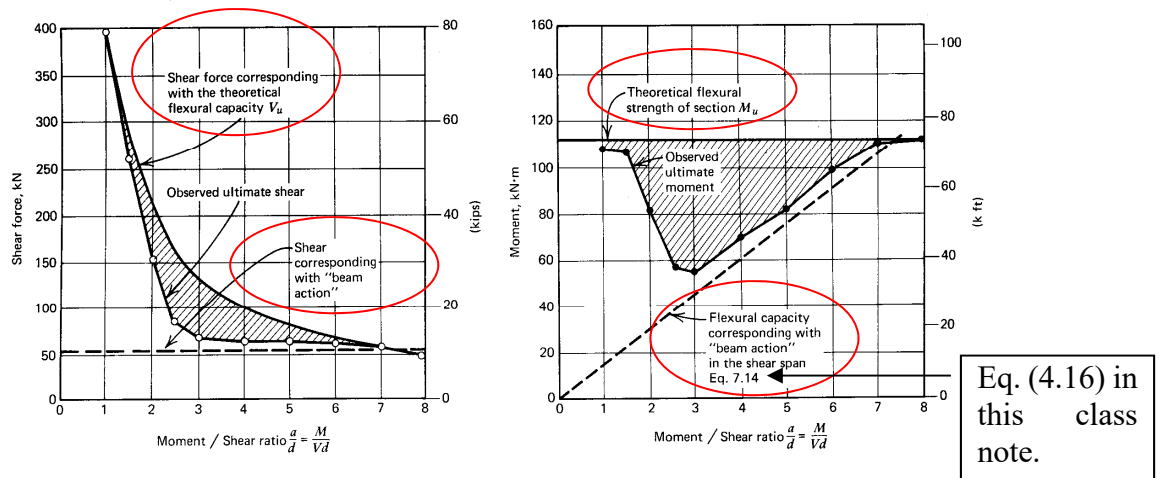 400
350
300
250
200
150
100
50
0
Shear force, kN
80
60
40
20
0
(kips)
Shear force corresponding
with the theoretical
flexural capacity Vu
Observed ultimate shear
Shear
corresponding
with "beam
action"
0 1 2 3 4 5 6 7 8
Moment / Shear ratio a/d = M/Vd
160
140
120
100
80
60
40
20
0
Moment, kN·m
100
80
60
40
20
0
(k ft)
Theoretical flexural
strength of section Mu
Observed
ultimate
moment
Flexural capacity
corresponding with
"beam action"
in the shear span
Eq. 7.14
0 1 2 3 4 5 6 7 8
Moment / Shear ratio a/d = M/Vd
Eq. (4.16) in
this class
note.